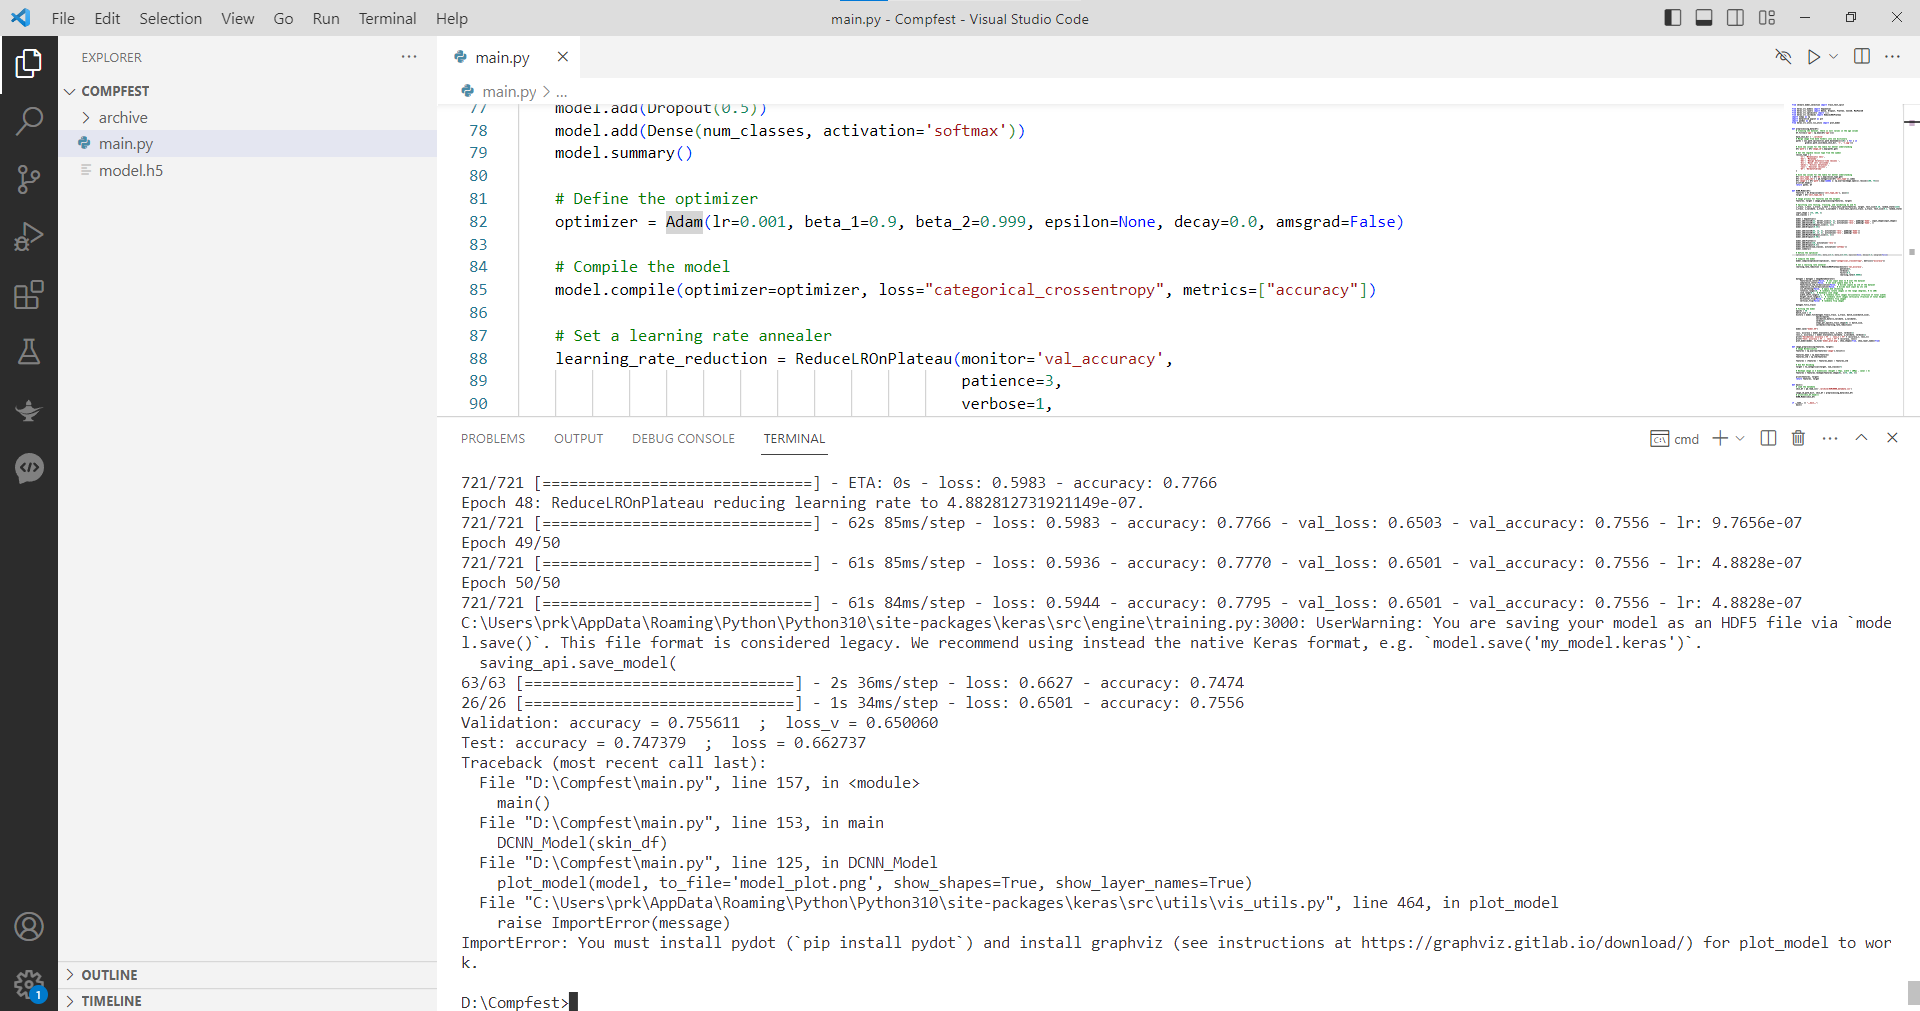 File Edit Selection View Go Run Terminal Help
main.py - Compfest - Visual Studio Code
EXPLORER
COMPFEST
archive
main.py
model.h5
OUTLINE
TIMELINE
1
main.py
main.py > ...
77 model.add(Dropout(0.5))
78 model.add(Dense(num_classes, activation='softmax'))
79 model.summary()
80
81 # Define the optimizer
82 optimizer = Adam(lr=0.001, beta_1=0.9, beta_2=0.999, epsilon=None, decay=0.0, amsgrad=False)
83
84 # Compile the model
85 model.compile(optimizer=optimizer, loss="categorical_crossentropy", metrics=["accuracy"])
86
87 # Set a learning rate annealer
88 learning_rate_reduction = ReduceLROnPlateau(monitor='val_accuracy',
89 patience=3,
90 verbose=1,
PROBLEMS OUTPUT DEBUG CONSOLE TERMINAL
cmd
721/721 [==============================] - ETA: 0s - loss: 0.5983 - accuracy: 0.7766
Epoch 48: ReduceLROnPlateau reducing learning rate to 4.882812731921149e-07.
721/721 [==============================] - 62s 85ms/step - loss: 0.5983 - accuracy: 0.7766 - val_loss: 0.6503 - val_accuracy: 0.7556 - lr: 9.7656e-07
Epoch 49/50
721/721 [==============================] - 61s 85ms/step - loss: 0.5936 - accuracy: 0.7770 - val_loss: 0.6501 - val_accuracy: 0.7556 - lr: 4.8828e-07
Epoch 50/50
721/721 [==============================] - 61s 84ms/step - loss: 0.5944 - accuracy: 0.7795 - val_loss: 0.6501 - val_accuracy: 0.7556 - lr: 4.8828e-07
C:\Users\prk\AppData\Roaming\Python\Python310\site-packages\keras\src\engine\training.py:3000: UserWarning: You are saving your model as an HDF5 file via `mode
l.save()`. This file format is considered legacy. We recommend using instead the native Keras format, e.g. `model.save('my_model.keras')`.
saving_api.save_model(
63/63 [==============================] - 2s 36ms/step - loss: 0.6627 - accuracy: 0.7474
26/26 [==============================] - 1s 34ms/step - loss: 0.6501 - accuracy: 0.7556
Validation: accuracy = 0.755611 ; loss_v = 0.650060
Test: accuracy = 0.747379 ; loss = 0.662737
Traceback (most recent call last):
File "D:\Compfest\main.py", line 157, in <module>
main()
File "D:\Compfest\main.py", line 153, in main
DCNN_Model(skin_df)
File "D:\Compfest\main.py", line 125, in DCNN_Model
plot_model(model, to_file='model_plot.png', show_shapes=True, show_layer_names=True)
File "C:\Users\prk\AppData\Roaming\Python\Python310\site-packages\keras\src\utils\vis_utils.py", line 464, in plot_model
raise ImportError(message)
ImportError: You must install pydot (`pip install pydot`) and install graphviz (see instructions at https://graphviz.gitlab.io/download/) for plot_model to wor
k.
D:\Compfest>